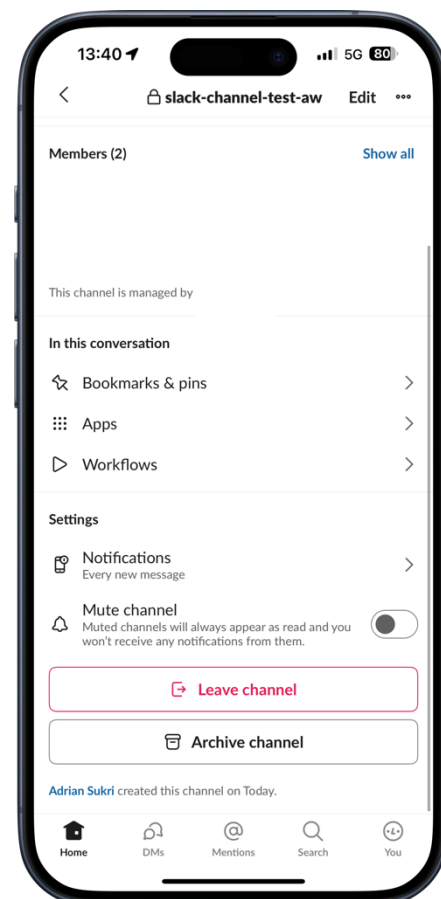 13:40
5G 80
slack-channel-test-aw Edit
Members (2) Show all
This channel is managed by
In this conversation
Bookmarks & pins
Apps
Workflows
Settings
Notifications
Every new message
Mute channel
Muted channels will always appear as read and you
won't receive any notifications from them.
Leave channel
Archive channel
Adrian Sukri created this channel on Today.
Home DMs Mentions Search You